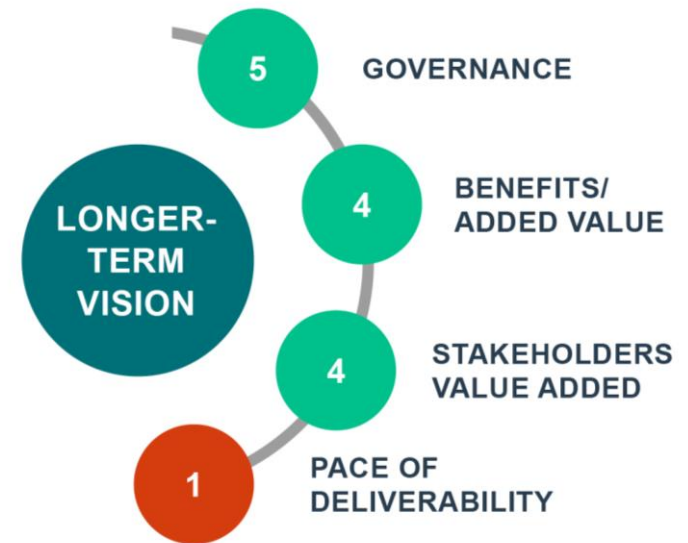 5
GOVERNANCE
4
BENEFITS/
ADDED VALUE
LONGER-
TERM
VISION
4
STAKEHOLDERS
VALUE ADDED
1
PACE OF
DELIVERABILITY